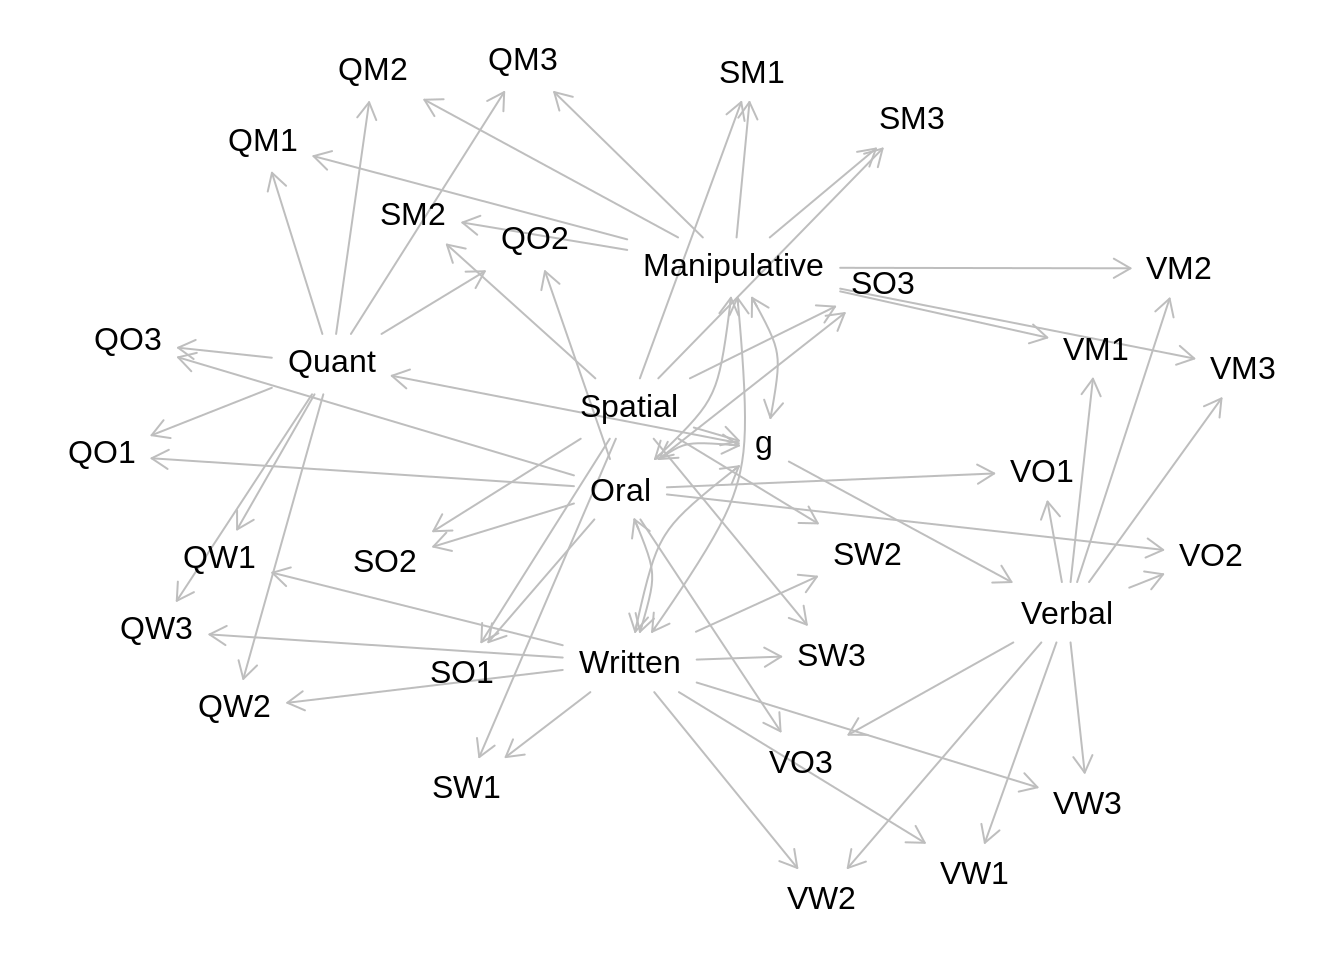 QM3
QM2
SM1
SM3
QM1
SM2
QO2
Manipulative
VM2
SO3
QO3
VM1
Quant
VM3
Spatial
g
QO1
VO1
Oral
SW2
VO2
QW1
SO2
Verbal
QW3
SW3
Written
SO1
QW2
VO3
SW1
VW3
VW1
VW2